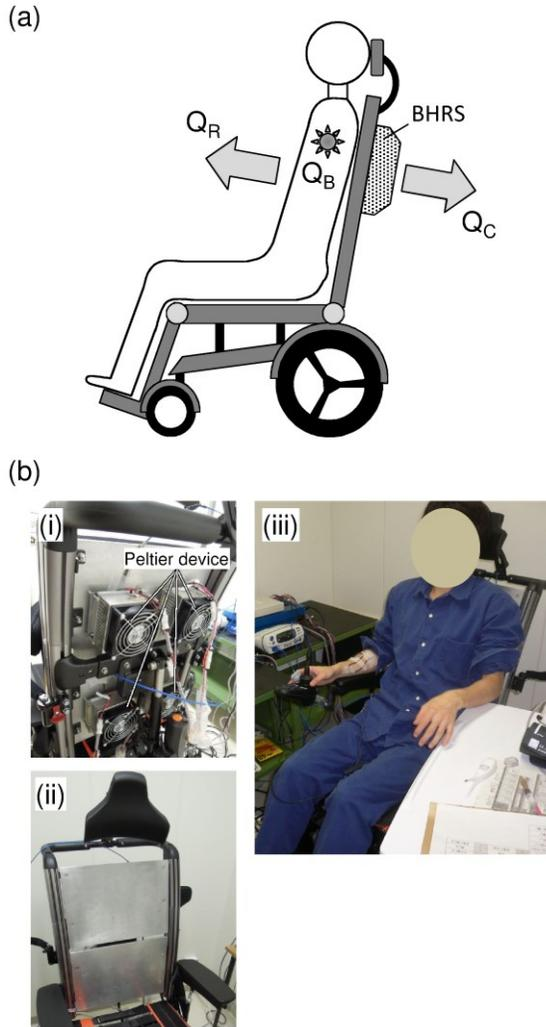 (a)
BHRS
Q_R
Q_B
Q_C
(b)
(i)
Peltier device
(ii)
(iii)